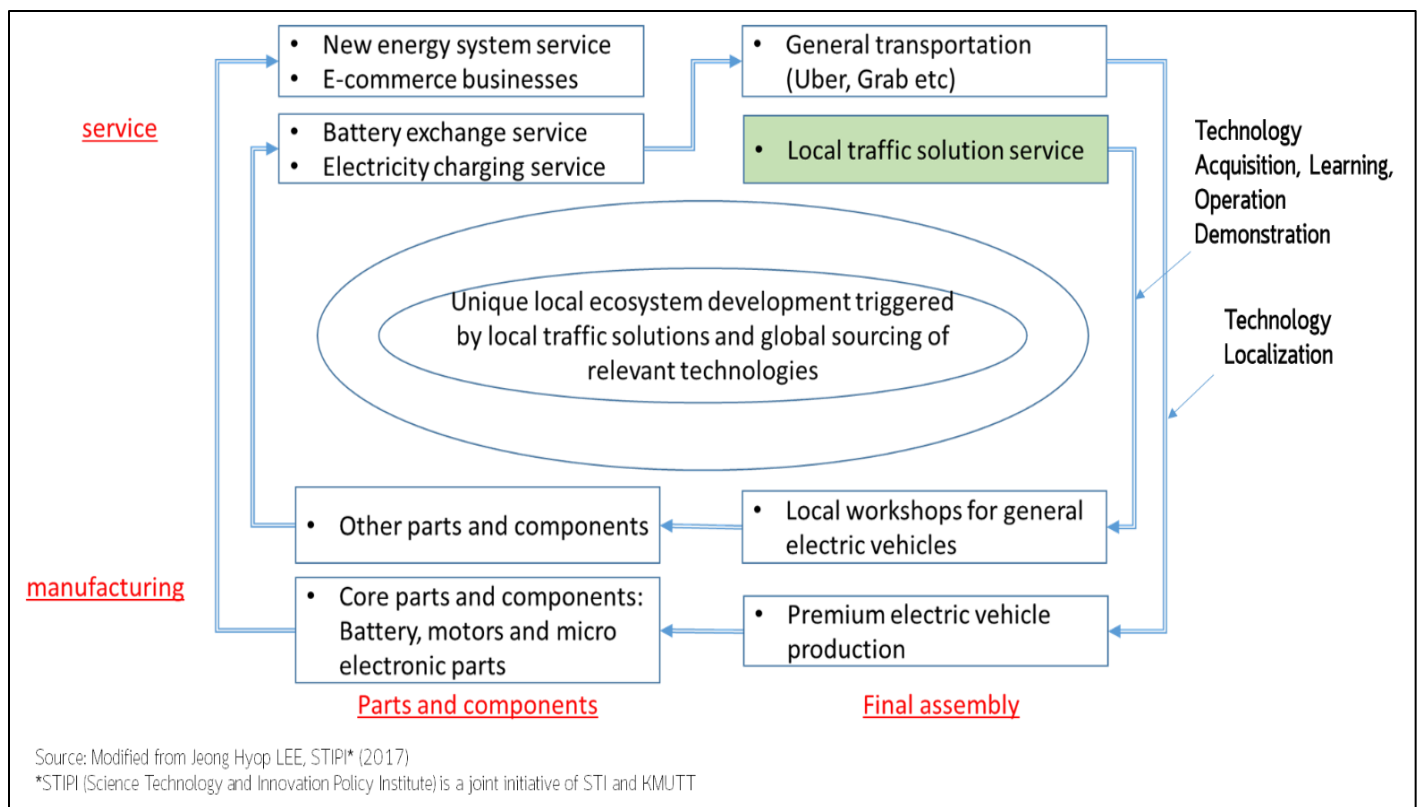 • New energy system service
• E-commerce businesses
• General transportation
(Uber, Grab etc)
service
• Battery exchange service
• Electricity charging service
• Local traffic solution service
Technology
Acquisition, Learning,
Operation
Demonstration
Unique local ecosystem development triggered
by local traffic solutions and global sourcing of
relevant technologies
Technology
Localization
• Other parts and components
• Local workshops for general
electric vehicles
manufacturing
• Core parts and components:
Battery, motors and micro
electronic parts
• Premium electric vehicle
production
Parts and components
Final assembly
Source: Modified from Jeong Hyop LEE, STIPI* (2017)
*STIPI (Science Technology and Innovation Policy Institute) is a joint initiative of STI and KMUTT